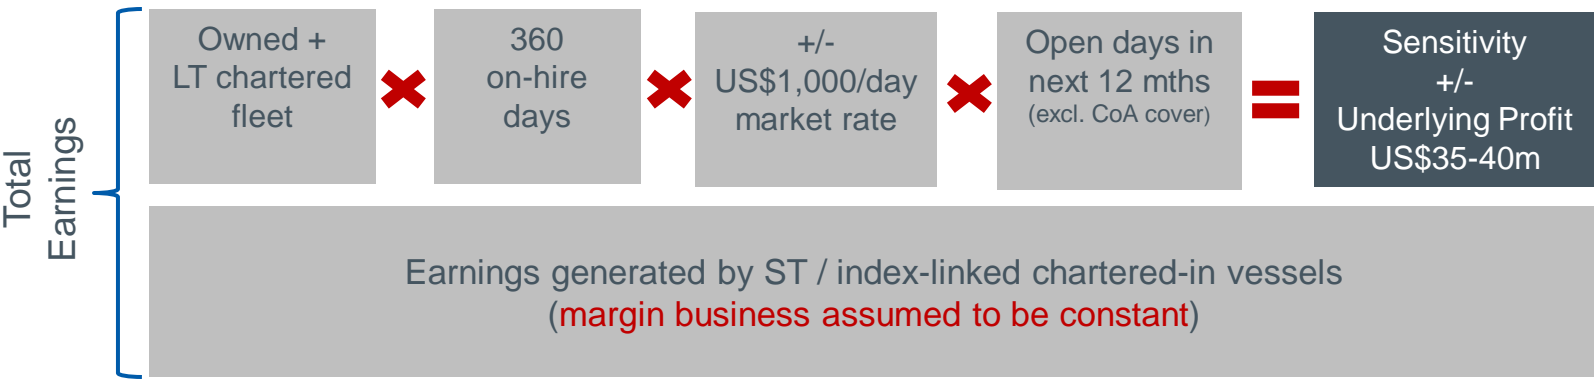 Total
Earnings
Owned +
LT chartered
fleet
360
on-hire
days
+/-
US$1,000/day
market rate
Open days in
next 12 mths
(excl. CoA cover)
Sensitivity
+/-
Underlying Profit
US$35-40m
Earnings generated by ST / index-linked chartered-in vessels
(margin business assumed to be constant)